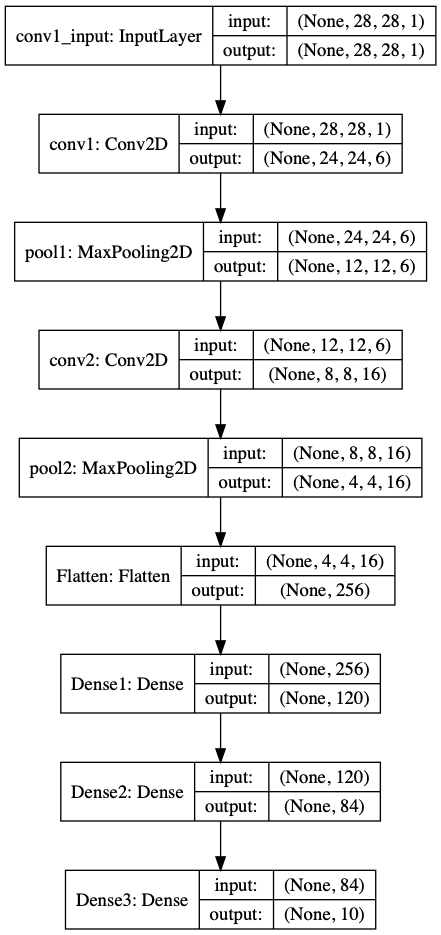 conv1_input: InputLayer
input: (None, 28, 28, 1)
output: (None, 28, 28, 1)
conv1: Conv2D
input: (None, 28, 28, 1)
output: (None, 24, 24, 6)
pool1: MaxPooling2D
input: (None, 24, 24, 6)
output: (None, 12, 12, 6)
conv2: Conv2D
input: (None, 12, 12, 6)
output: (None, 8, 8, 16)
pool2: MaxPooling2D
input: (None, 8, 8, 16)
output: (None, 4, 4, 16)
Flatten: Flatten
input: (None, 4, 4, 16)
output: (None, 256)
Dense1: Dense
input: (None, 256)
output: (None, 120)
Dense2: Dense
input: (None, 120)
output: (None, 84)
Dense3: Dense
input: (None, 84)
output: (None, 10)